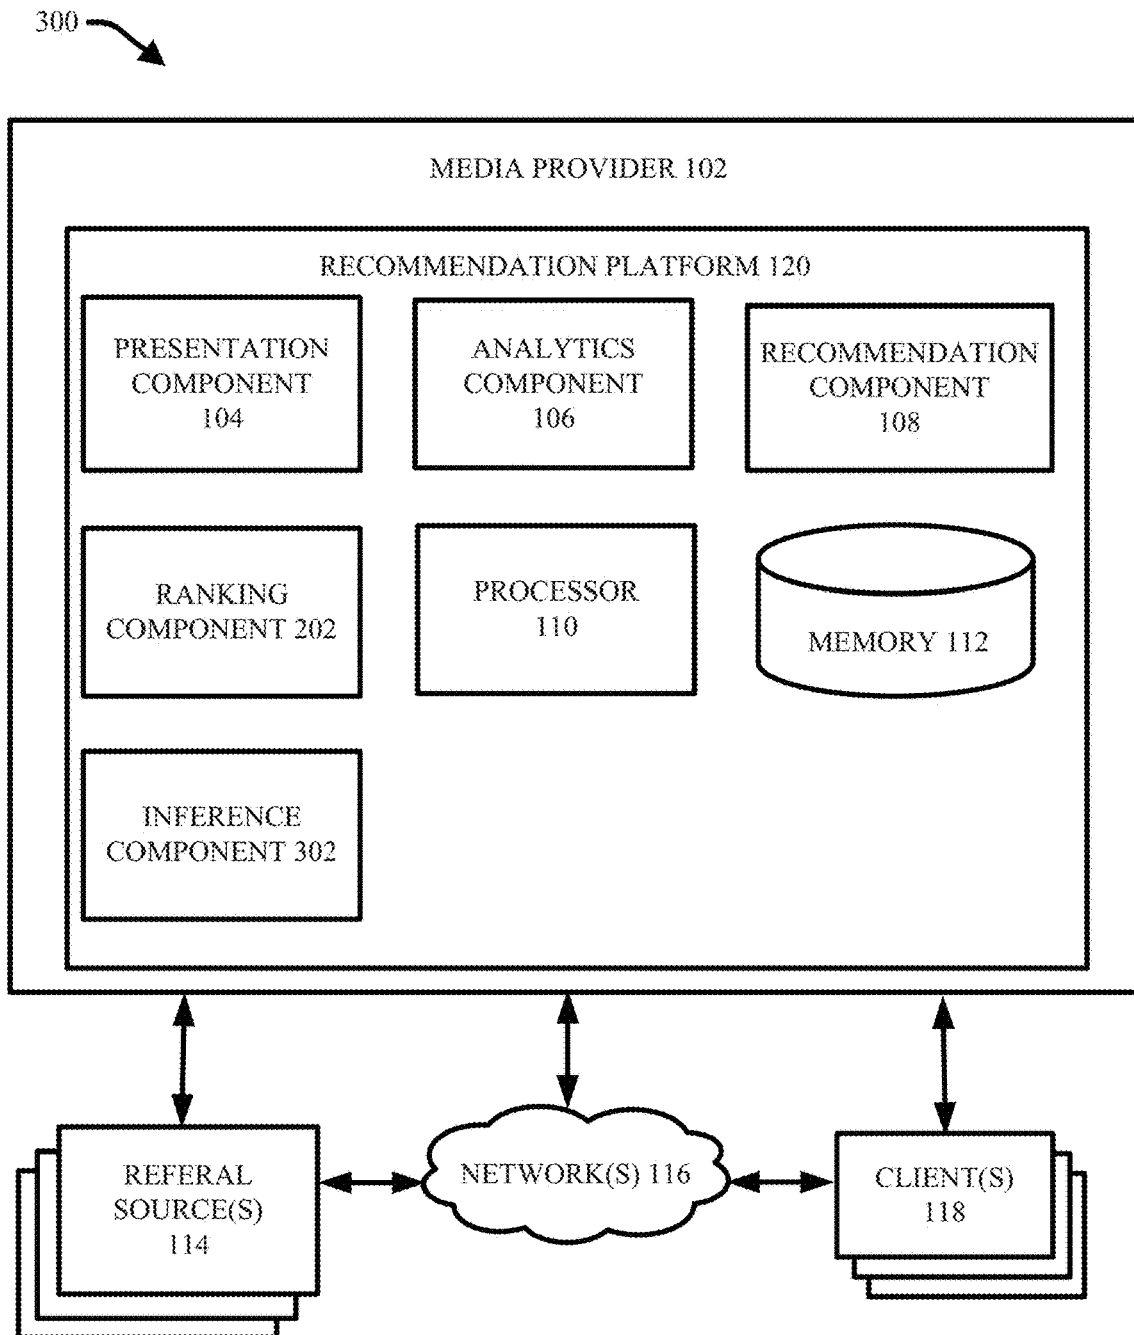 300
MEDIA PROVIDER 102
RECOMMENDATION PLATFORM 120
PRESENTATION
COMPONENT
104
ANALYTICS
COMPONENT
106
RECOMMENDATION
COMPONENT
108
RANKING
COMPONENT 202
PROCESSOR
110
MEMORY 112
INFERENCE
COMPONENT 302
REFERAL
SOURCE(S)
114
NETWORK(S) 116
CLIENT(S)
118